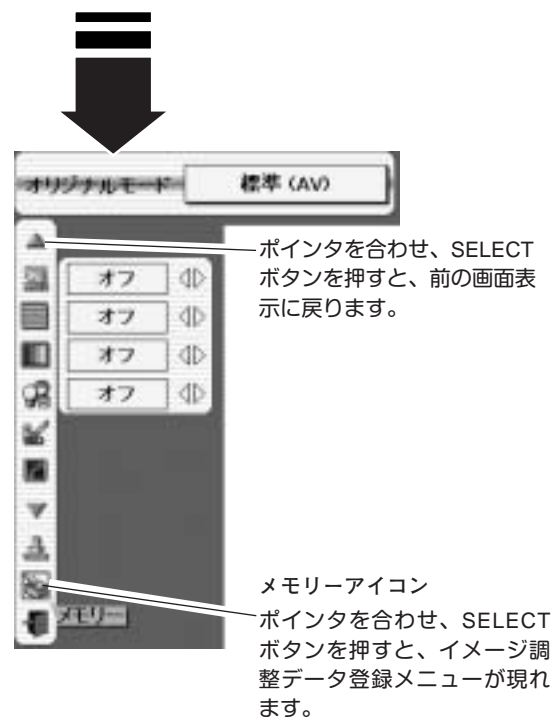 オリジナルモード
標準 (AV)
ポインタを合わせ、SELECT
ボタンを押すと、前の画面表
示に戻ります。
オフ
オフ
オフ
オフ
メモリーアイコン
ポインタを合わせ、SELECT
ボタンを押すと、イメージ調
整データ登録メニューが現れ
ます。
メモリー